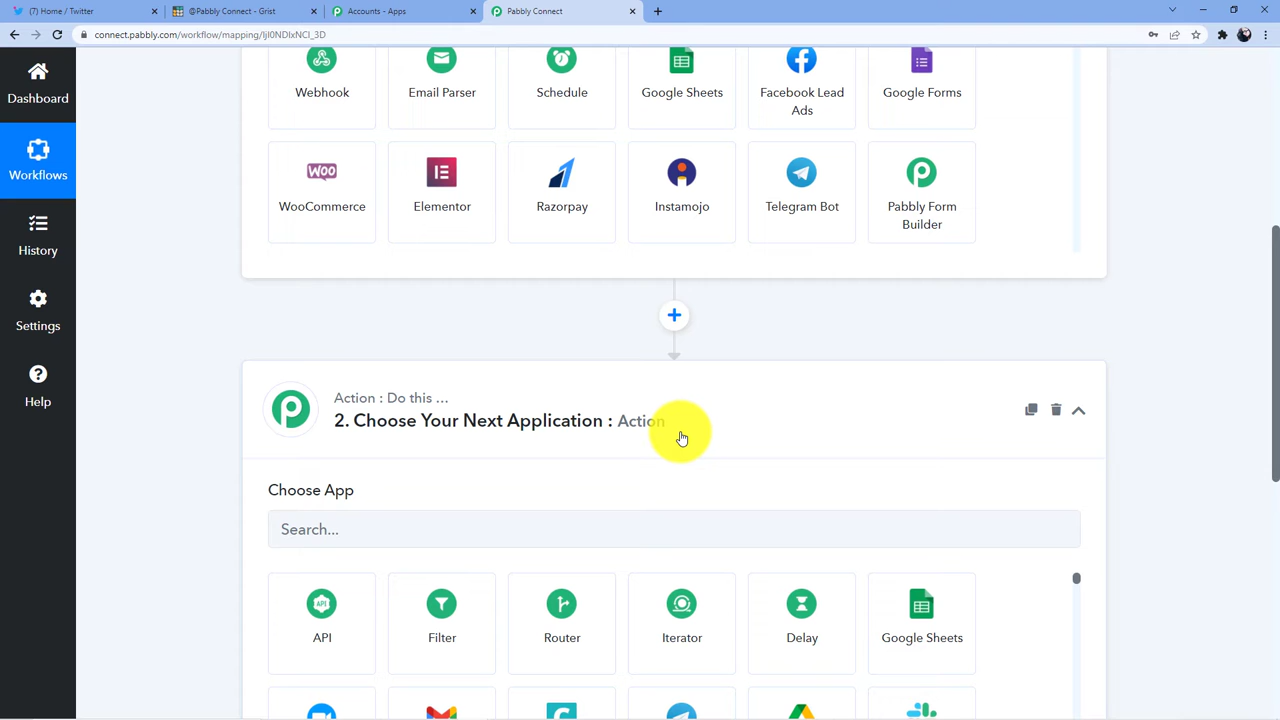 (7) Home / Twitter
@Pabbly Connect - Grist
Accounts - Apps
Pabbly Connect
connect.pabbly.com/workflow/mapping/IjI0NDIxNCI_3D
Dashboard
Workflows
History
Settings
Help
Webhook
Email Parser
Schedule
Google Sheets
Facebook Lead
Ads
Google Forms
WOO
WooCommerce
Elementor
Razorpay
Instamojo
Telegram Bot
Pabbly Form
Builder
Action : Do this ...
2. Choose Your Next Application : Action
Choose App
Search...
API
API
Filter
Router
Iterator
Delay
Google Sheets